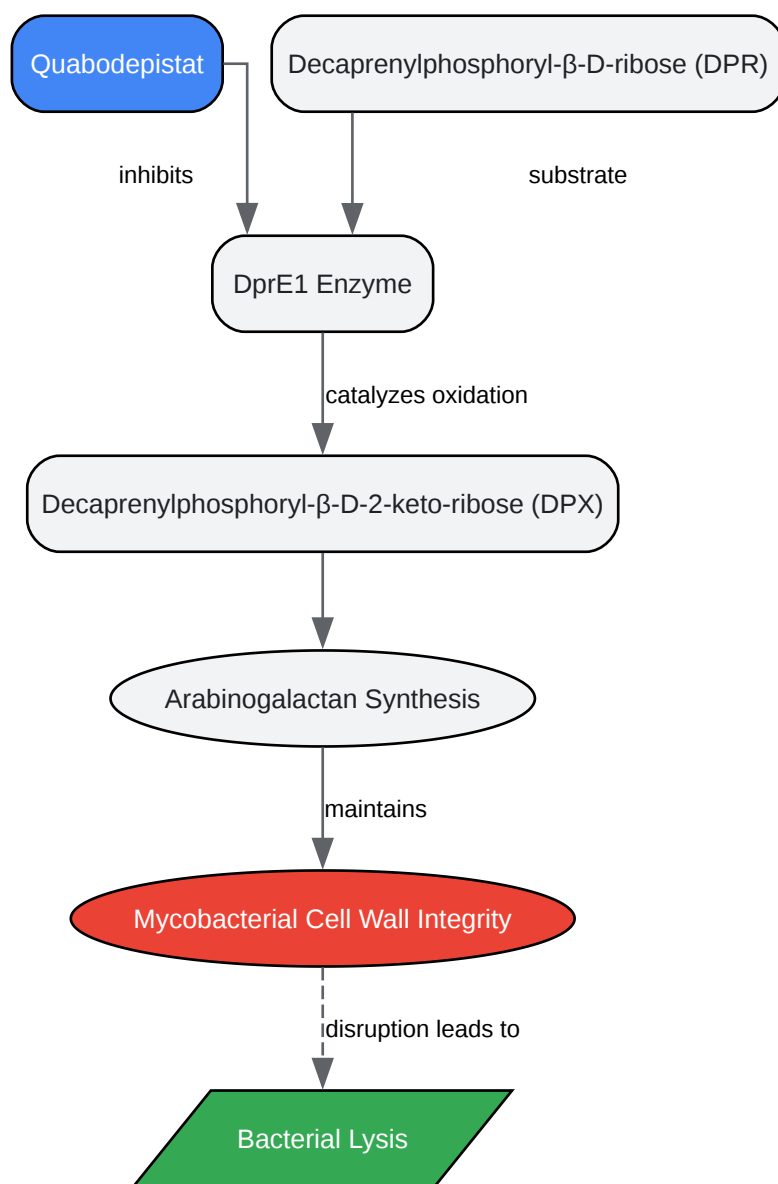 Quabodepistat
Decaprenylphosphoryl-β-D-ribose (DPR)
inhibits
substrate
DprE1 Enzyme
catalyzes oxidation
Decaprenylphosphoryl-β-D-2-keto-ribose (DPX)
Arabinogalactan Synthesis
maintains
Mycobacterial Cell Wall Integrity
disruption leads to
Bacterial Lysis